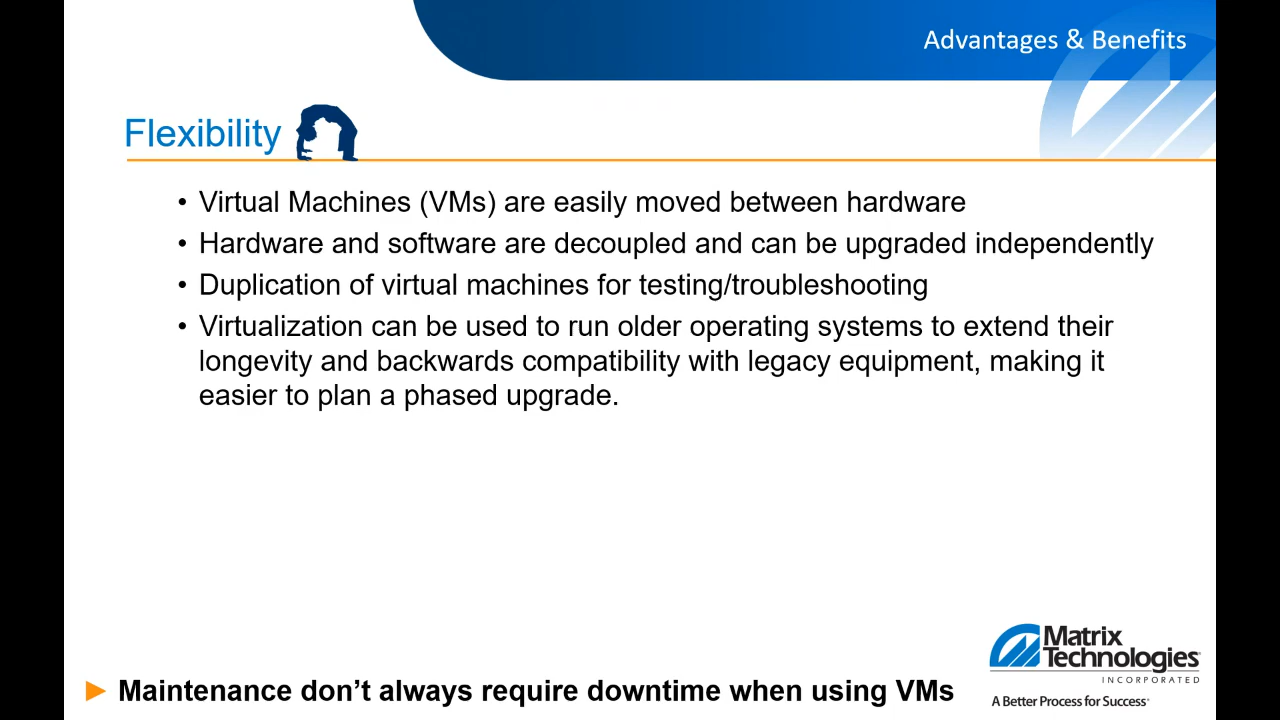 Advantages & Benefits
Flexibility
• Virtual Machines (VMs) are easily moved between hardware
• Hardware and software are decoupled and can be upgraded independently
• Duplication of virtual machines for testing/troubleshooting
• Virtualization can be used to run older operating systems to extend their
longevity and backwards compatibility with legacy equipment, making it
easier to plan a phased upgrade.
Matrix
Technologies
INCORPORATED
A Better Process for Success
► Maintenance don’t always require downtime when using VMs